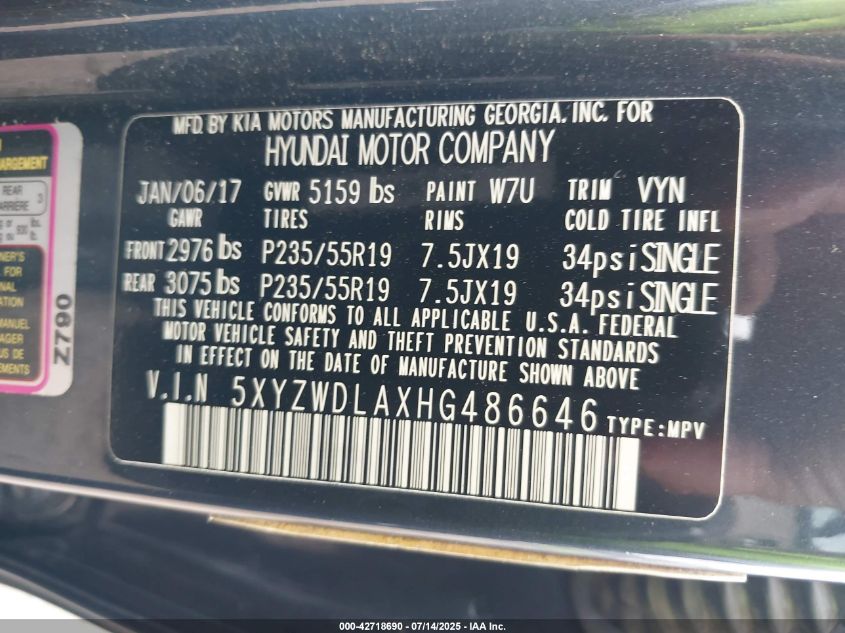 MFD. BY KIA MOTORS MANUFACTURING GEORGIA. INC. FOR
HYUNDAI MOTOR COMPANY
JAN/06/17 GVWR 5159 lbs PAINT W7U TRIM VYN
GAWR TIRES RIMS COLD TIRE INFL
FRONT 2976 lbs P235/55R19 7.5JX19 34psi SINGLE
REAR 3075 lbs P235/55R19 7.5JX19 34psi SINGLE
THIS VEHICLE CONFORMS TO ALL APPLICABLE U.S.A. FEDERAL
MOTOR VEHICLE SAFETY AND THEFT PREVENTION STANDARDS
IN EFFECT ON THE DATE OF MANUFACTURE SHOWN ABOVE
V.I.N 5XYZWDLAXHG486646 TYPE:MPV
REAR
3
Z790
000-42718690 - 07/14/2025 - IAA Inc.